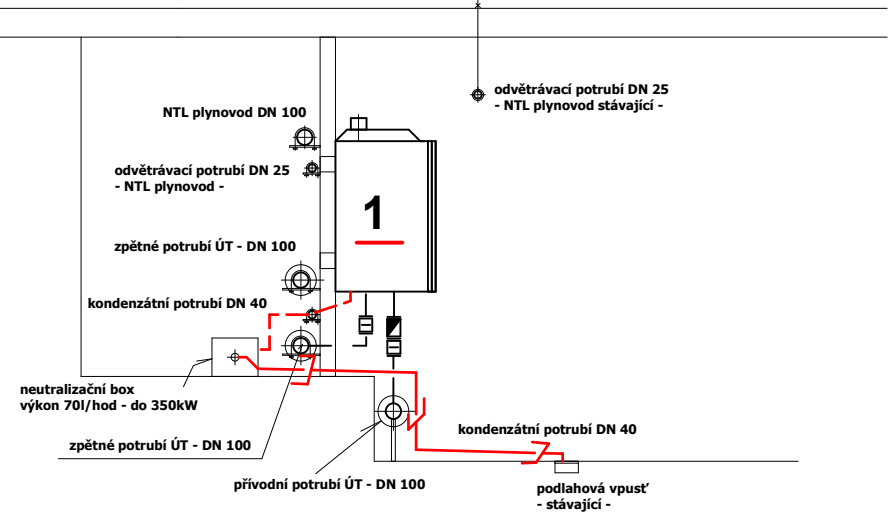 odvětrávací potrubí DN 25
- NTL plynovod stávající -
NTL plynovod DN 100
odvětrávací potrubí DN 25
- NTL plynovod -
1
zpětné potrubí ÚT - DN 100
kondenzátní potrubí DN 40
neutralizační box
výkon 70l/hod - do 350kW
zpětné potrubí ÚT - DN 100
kondenzátní potrubí DN 40
přívodní potrubí ÚT - DN 100
podlahová vpusť
- stávající -